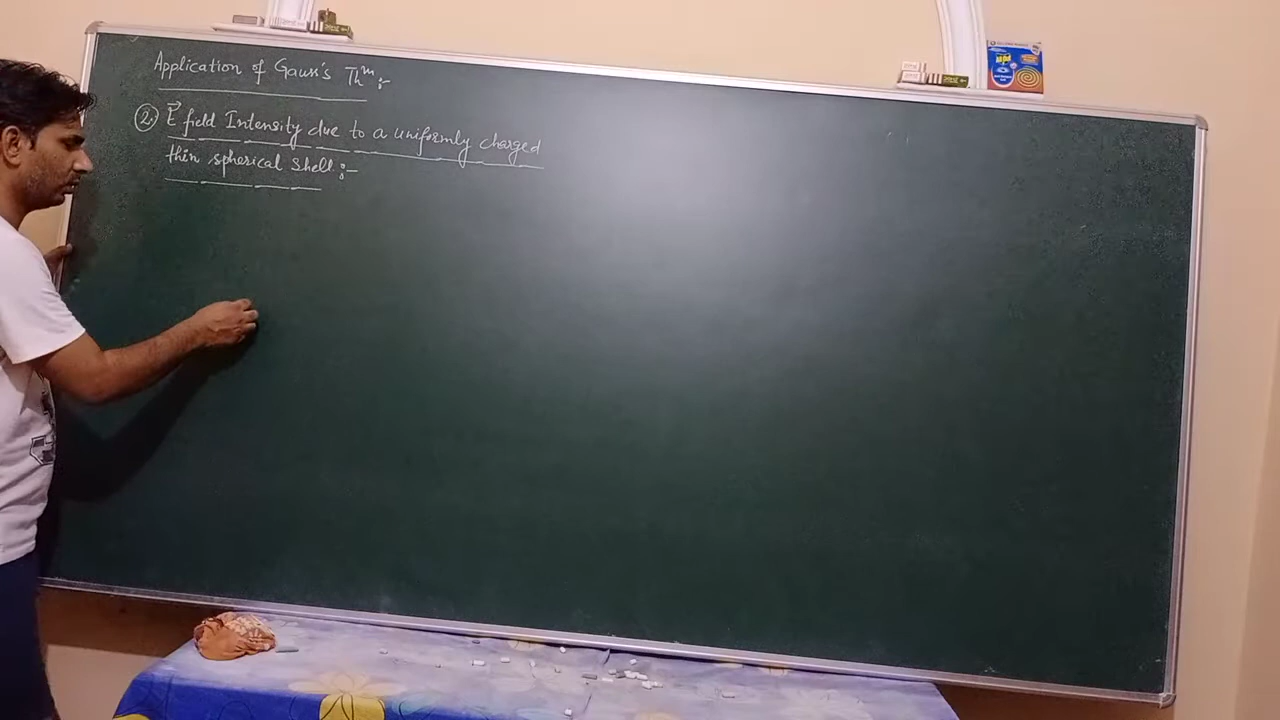 Application of Gauss's Thm:-
② E⃗ field Intensity due to a uniformly charged
thin spherical shell:-